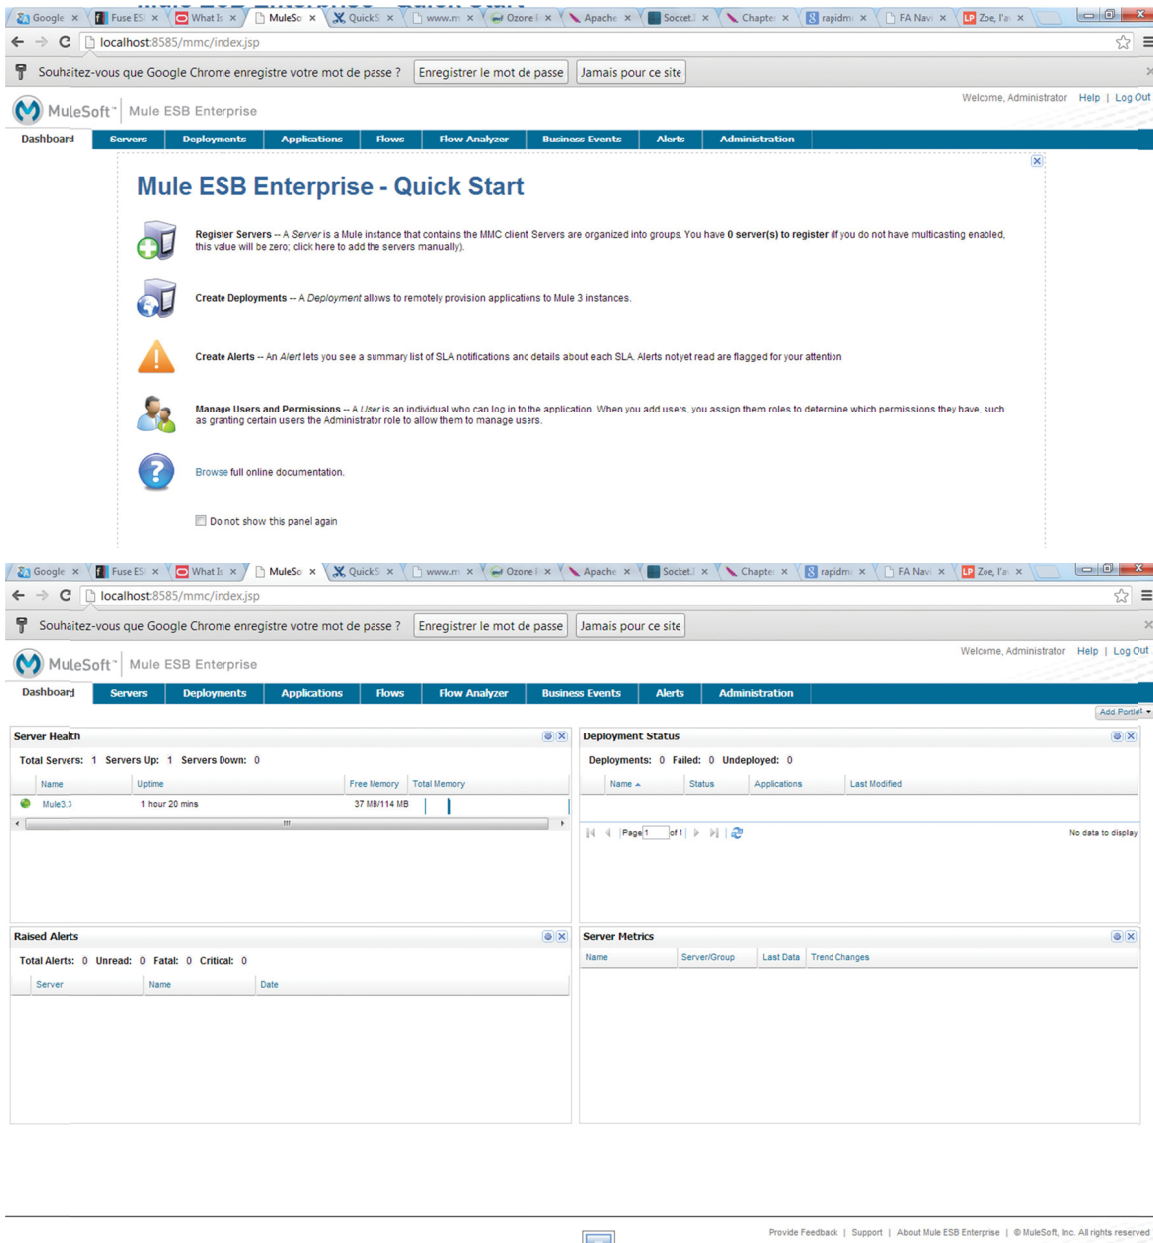 Google Fuse ES What Is MuleSo QuickS www.m Ozore Apache Soccet. Chapte rapidm FA Navi Zoe, l'a
localhost:8585/mmc/index.jsp
Souhaitez-vous que Google Chrome enregistre votre mot de passe ? Enregistrer le mot de passe Jamais pour ce site
MuleSoft™ Mule ESB Enterprise
Welcome, Administrator Help | Log Out
Dashboard Servers Deployments Applications Flows Flow Analyzer Business Events Alerts Administration
Mule ESB Enterprise - Quick Start
Register Servers -- A Server is a Mule instance that contains the MMC client Servers are organized into groups. You have 0 server(s) to register (If you do not have multicasting enabled,
this value will be zero; click here to add the servers manually).
Create Deployments -- A Deployment allows to remotely provision applications to Mule 3 instances.
Create Alerts -- An Alert lets you see a summary list of SLA notifications and details about each SLA. Alerts not yet read are flagged for your attention
Manage Users and Permissions -- A User is an individual who can log in to the application. When you add users, you assign them roles to determine which permissions they have, such
as granting certain users the Administrator role to allow them to manage users.
Browse full online documentation.
Do not show this panel again
Google Fuse ES What Is MuleSo QuickS www.m Ozore Apache Soccet. Chapte rapidm FA Navi Zoe, l'a
localhost:8585/mmc/index.jsp
Souhaitez-vous que Google Chrome enregistre votre mot de passe ? Enregistrer le mot de passe Jamais pour ce site
MuleSoft™ Mule ESB Enterprise
Welcome, Administrator Help | Log Out
Dashboard Servers Deployments Applications Flows Flow Analyzer Business Events Alerts Administration
Add Portlet
Server Health
Total Servers: 1 Servers Up: 1 Servers Down: 0
Name Uptime Free Memory Total Memory
Mule3. 1 hour 20 mins 37 MB/114 MB
Deployment Status
Deployments: 0 Failed: 0 Undeployed: 0
Name Status Applications Last Modified
Page 1 of 1 No data to display
Raised Alerts
Total Alerts: 0 Unread: 0 Fatal: 0 Critical: 0
Server Name Date
Server Metrics
Name Server/Group Last Data Trend Changes
Provide Feedback | Support | About Mule ESB Enterprise | © MuleSoft, Inc. All rights reserved